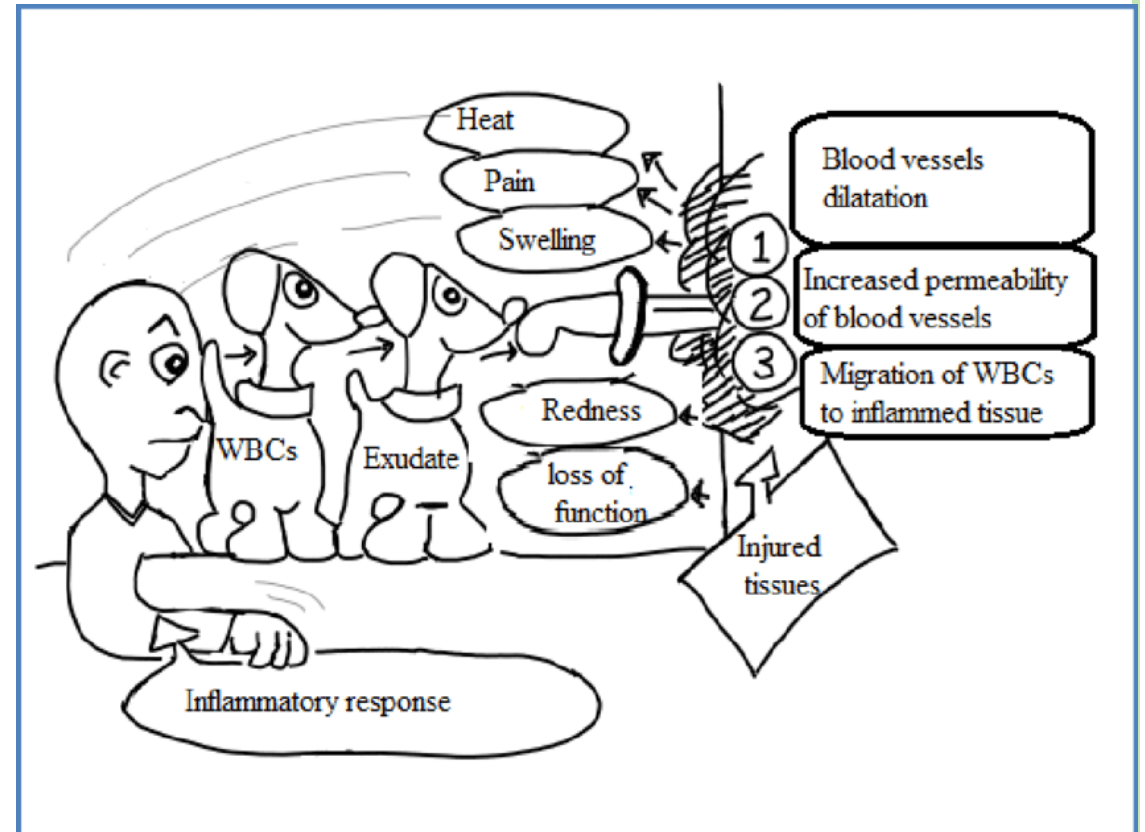 Heat
Pain
Swelling
Blood vessels
dilatation
1
2
3
Increased permeability
of blood vessels
Migration of WBCs
to inflammed tissue
WBCs
Exudate
Redness
loss of
function
Injured
tissues
Inflammatory response